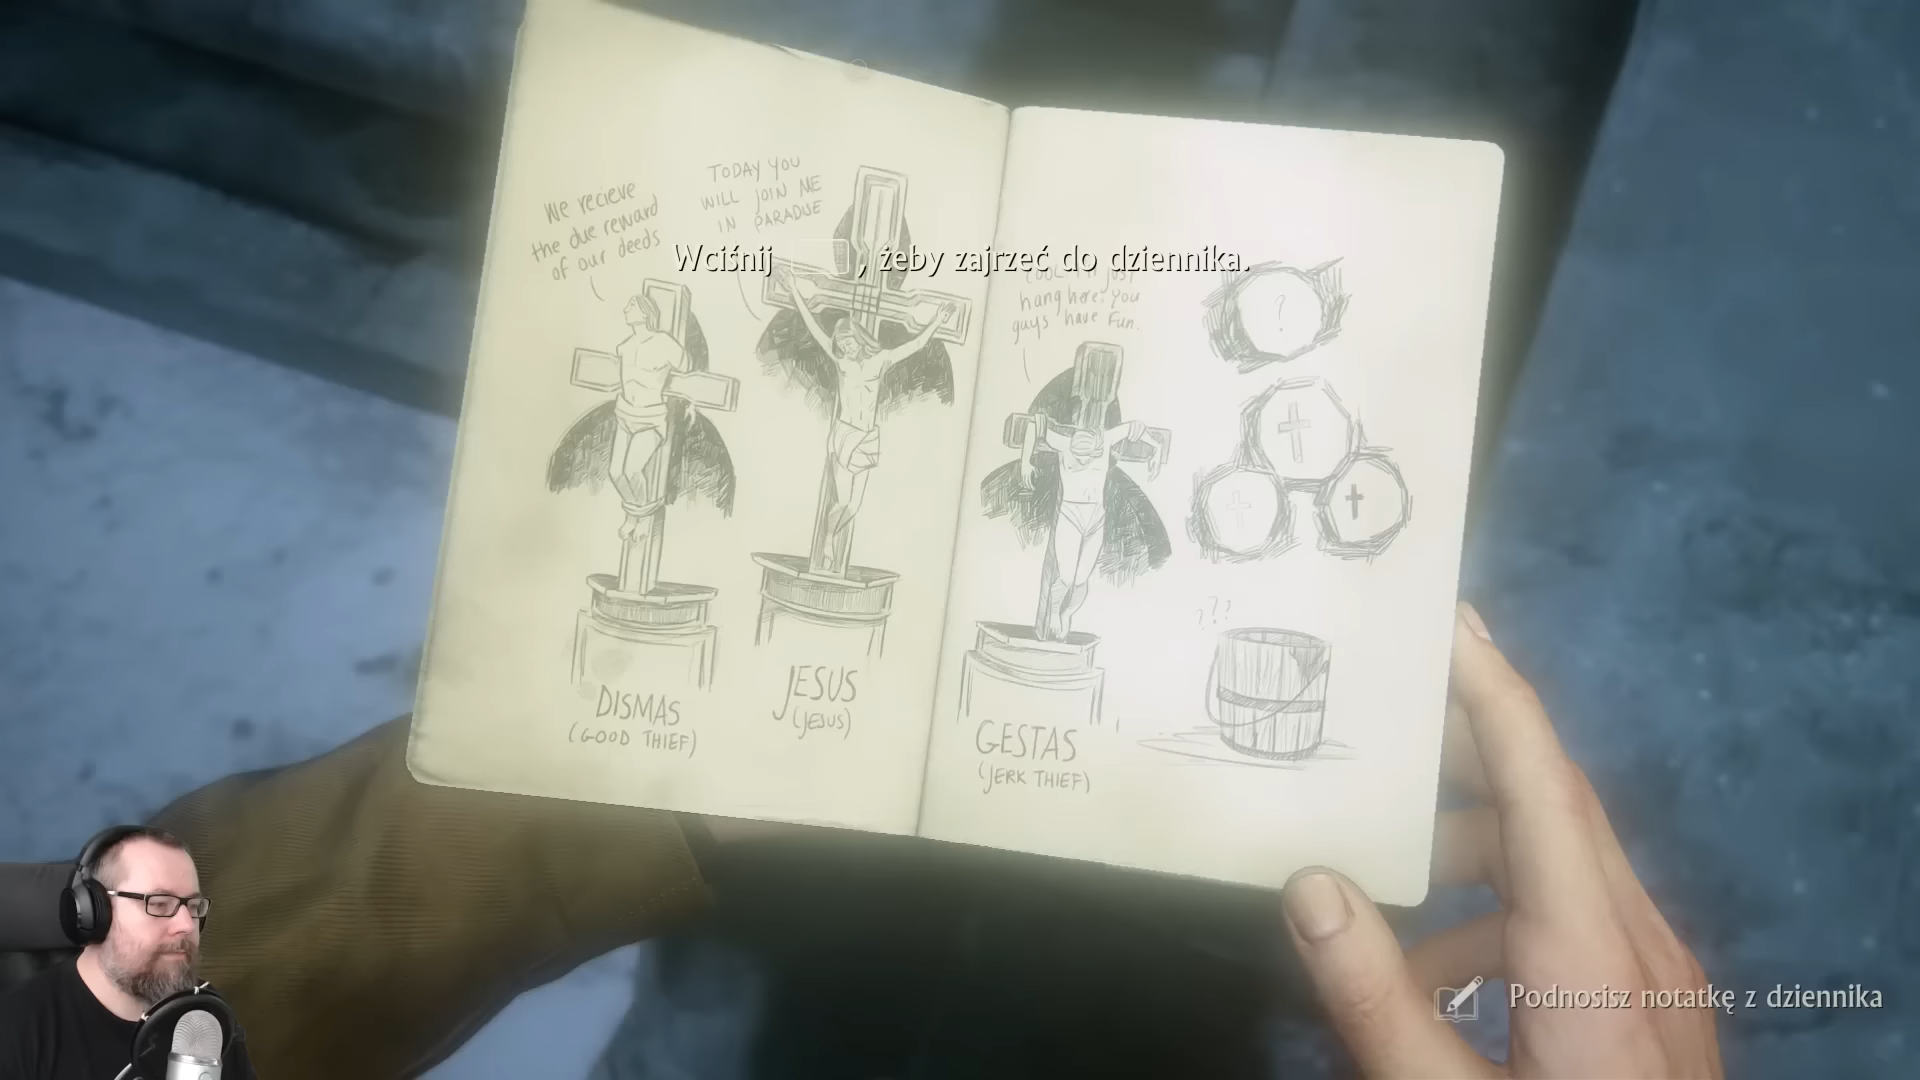 We recieve
the due reward
of our deeds
TODAY YOU
WILL JOIN ME
IN PARADISE
Wciśnij , żeby zajrzeć do dziennika.
hang here. You
guys have fun.
?
???
DISMAS
(GOOD THIEF)
JESUS
(JESUS)
GESTAS
(JERK THIEF)
Podnosisz notatkę z dziennika